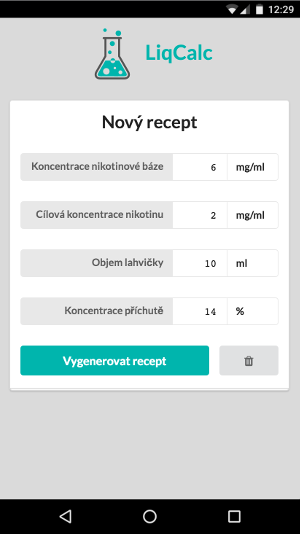 12:29
LiqCalc
Nový recept
Koncentrace nikotinové báze 6 mg/ml
Cílová koncentrace nikotinu 2 mg/ml
Objem lahvičky 10 ml
Koncentrace příchutě 14 %
Vygenerovat recept